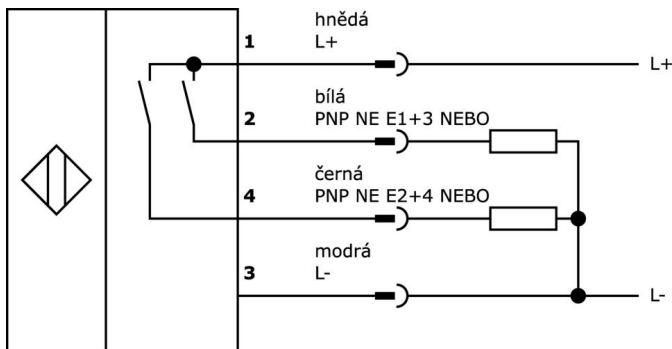 hnědá
1 L+ L+
bílá
2 PNP NE E1+3 NEBO
černá
4 PNP NE E2+4 NEBO
modrá
3 L- L-